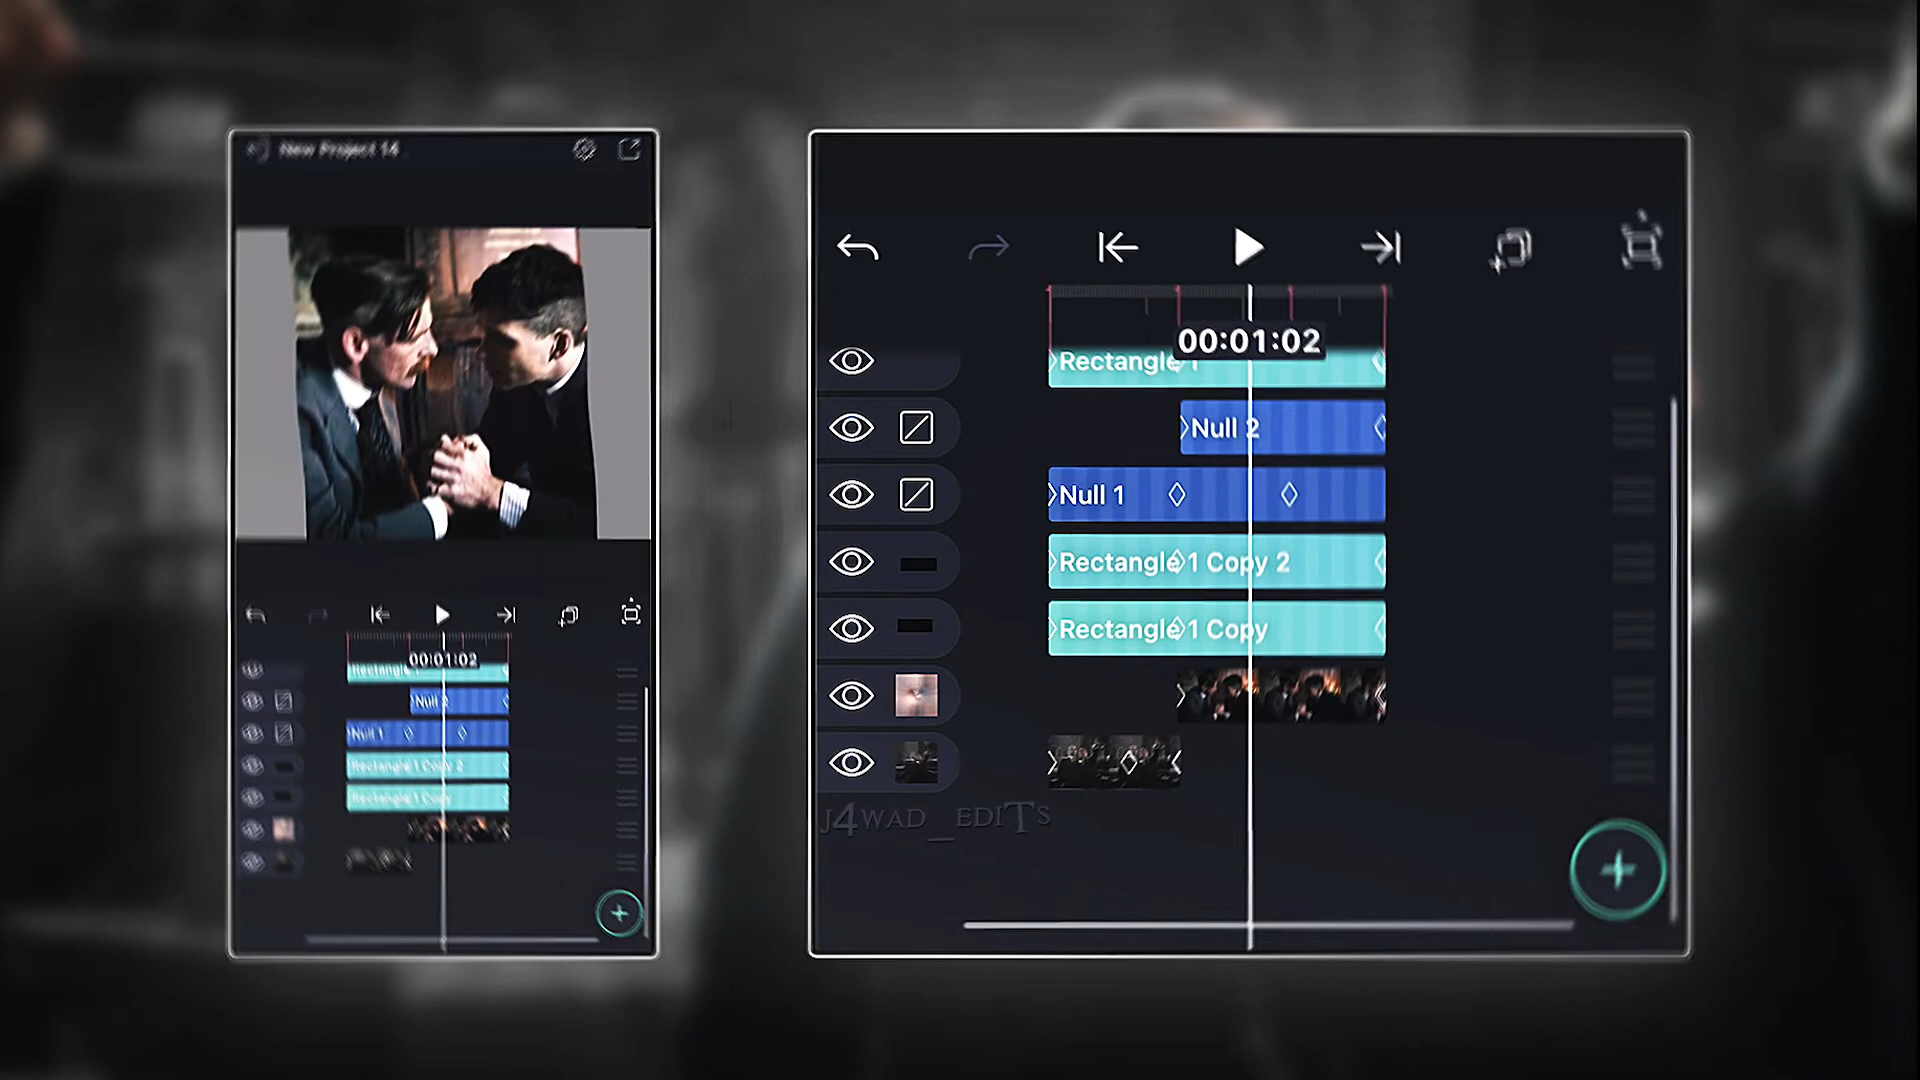 New Project 14
00:01:02
Rectangle 1
Null 2
Null 1
Rectangle 1 Copy 2
Rectangle 1 Copy
00:01:02
Rectangle 1
Null 2
Null 1
Rectangle 1 Copy 2
Rectangle 1 Copy
J4WAD_EDITS